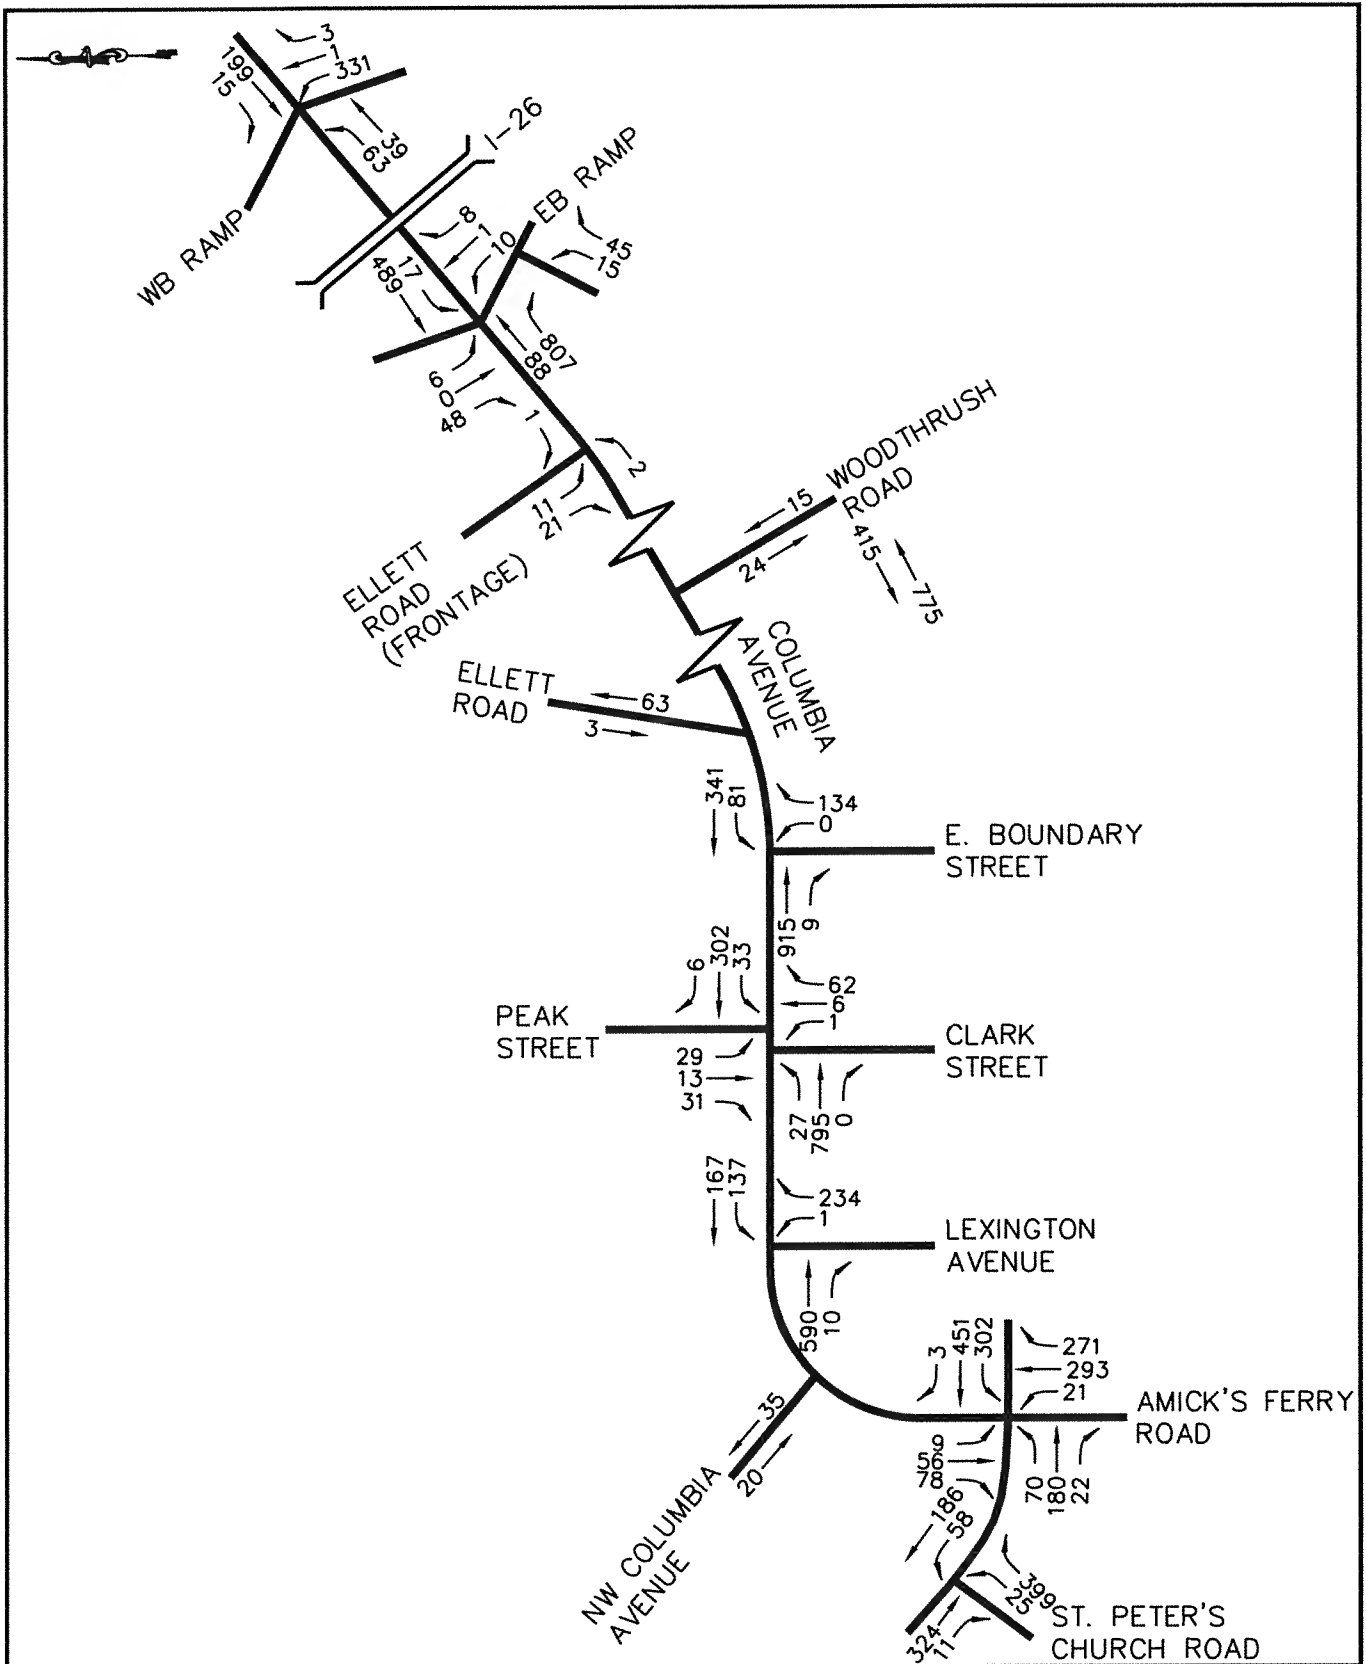 3
1
331
199
15
39
63
I-26
WB RAMP
EB RAMP
8
1
10
45
15
17
489
807
88
6
0
48
1
2
11
21
ELLETT
ROAD
(FRONTAGE)
WOODTHRUSH
ROAD
15
24
415
775
COLUMBIA
AVENUE
ELLETT
ROAD
63
3
341
81
134
0
E. BOUNDARY
STREET
915
9
6
302
33
62
6
1
PEAK
STREET
CLARK
STREET
29
13
31
27
795
0
167
137
234
1
LEXINGTON
AVENUE
590
10
3
451
302
271
293
21
AMICK'S FERRY
ROAD
35
20
NW COLUMBIA
AVENUE
9
56
78
70
180
22
186
58
399
25
324
11
ST. PETER'S
CHURCH ROAD